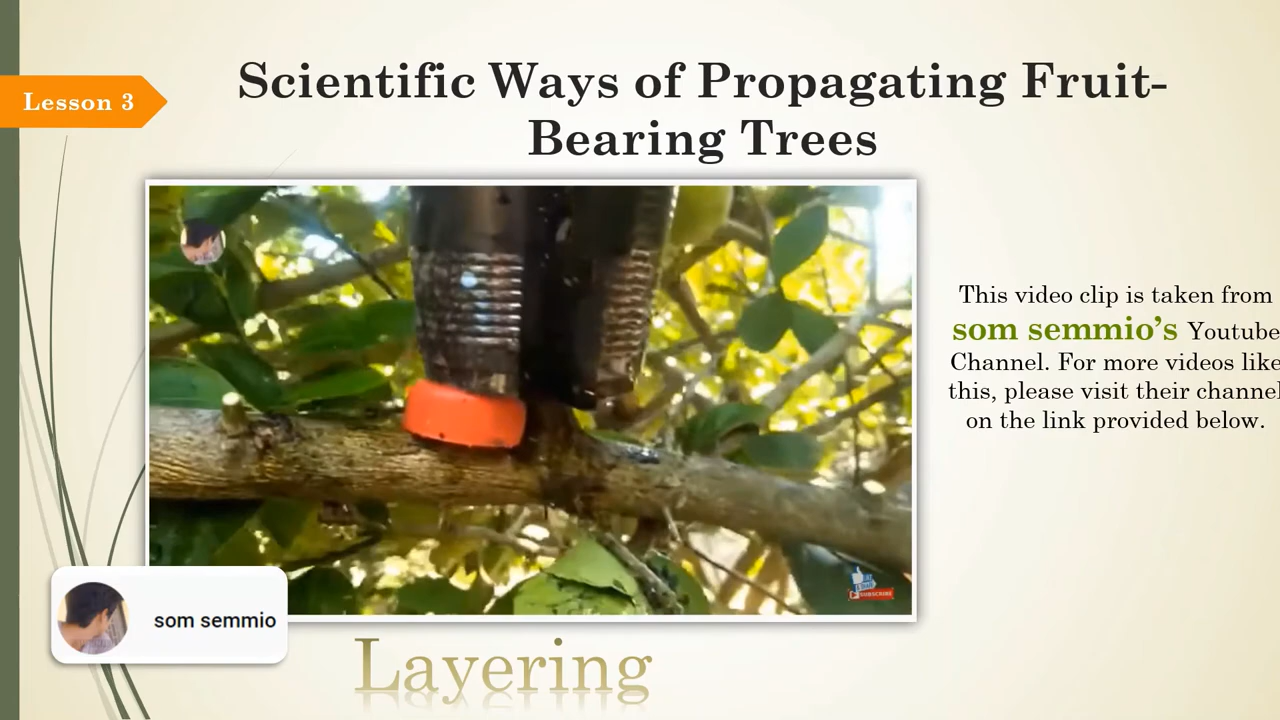 Lesson 3
Scientific Ways of Propagating Fruit-
Bearing Trees
This video clip is taken from
som semmio’s Youtube
Channel. For more videos like
this, please visit their channel
on the link provided below.
SUBSCRIBE
som semmio
Layering